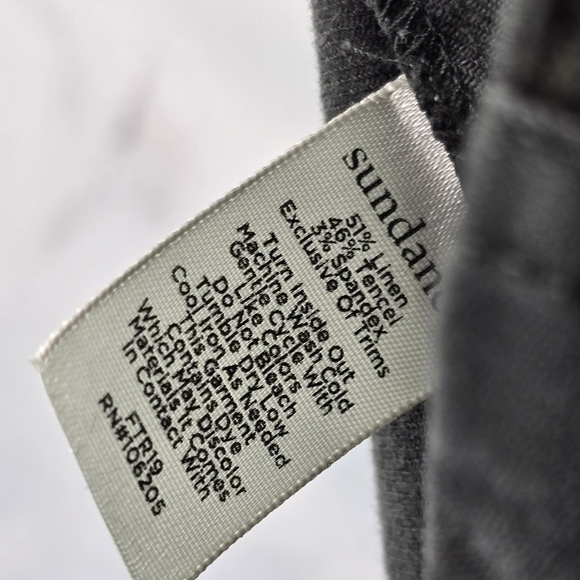 sundanc
51% Linen
46% Tencel
3% Spandex
Exclusive Of Trims
Turn Inside Out
Machine Wash Cold
Gentle Cycle With
Like Colors
Do Not Bleach
Tumble Dry Low
Cool Iron As Needed
This Garment
Contains Dye
Which May Discolor
Materials It Comes
In Contact With
FTR19
RN#106205